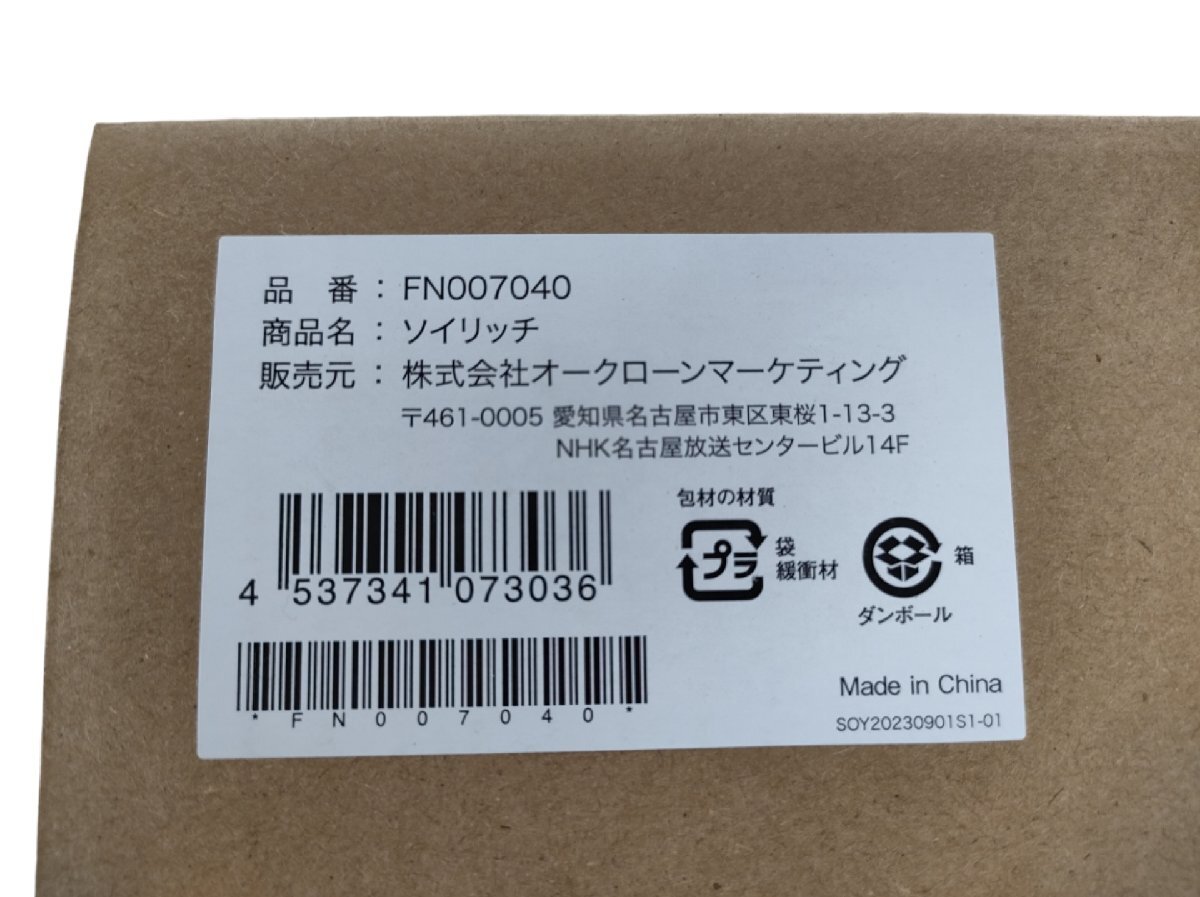 品　番 : FN007040
商品名 : ソイリッチ
販売元 : 株式会社オークローンマーケティング
〒461-0005 愛知県名古屋市東区東桜1-13-3
NHK名古屋放送センタービル14F
包材の材質
プラ 袋
緩衝材
箱
ダンボール
4 537341 073036
*FN007040*
Made in China
SOY20230901S1-01